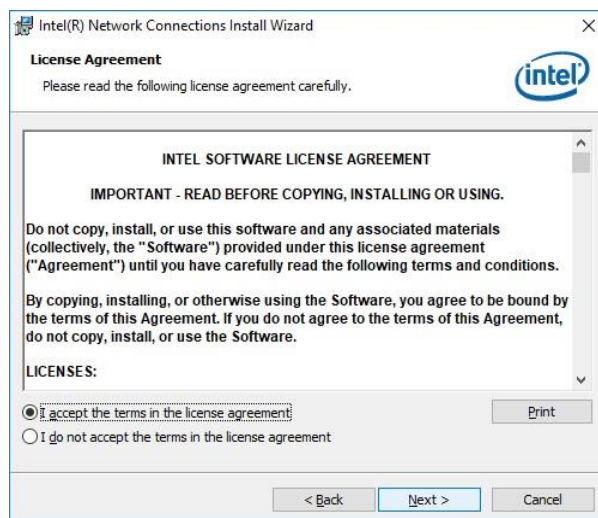 Intel(R) Network Connections Install Wizard
License Agreement
Please read the following license agreement carefully.
intel
INTEL SOFTWARE LICENSE AGREEMENT
IMPORTANT - READ BEFORE COPYING, INSTALLING OR USING.
Do not copy, install, or use this software and any associated materials
(collectively, the "Software") provided under this license agreement
("Agreement") until you have carefully read the following terms and conditions.
By copying, installing, or otherwise using the Software, you agree to be bound by
the terms of this Agreement. If you do not agree to the terms of this Agreement,
do not copy, install, or use the Software.
LICENSES:
I accept the terms in the license agreement
Print
I do not accept the terms in the license agreement
< Back
Next >
Cancel